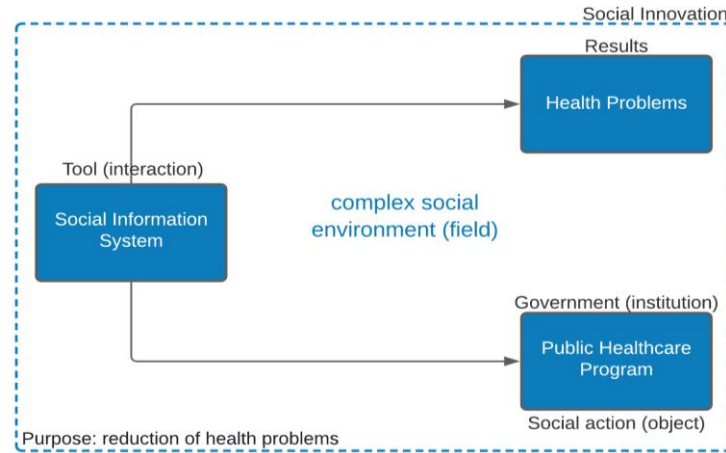 Social Innovation
Results
Health Problems
Tool (interaction)
Social Information
System
complex social
environment (field)
Government (institution)
Public Healthcare
Program
Social action (object)
Purpose: reduction of health problems